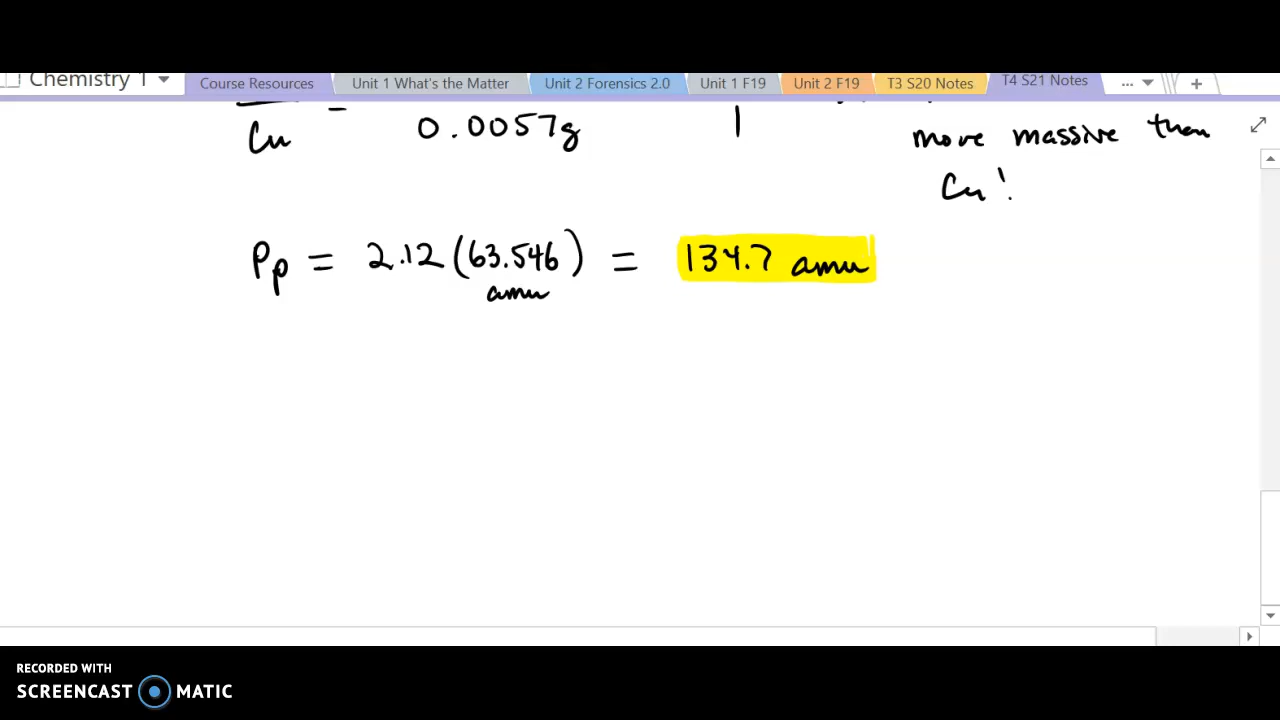 Chemistry 1 Course Resources Unit 1 What's the Matter Unit 2 Forensics 2.0 Unit 1 F19 Unit 2 F19 T3 S20 Notes T4 S21 Notes ... +
Cu = 0.0057g 1 more massive than
Cu!
Pp = 2.12 (63.546) = 134.7 amu
amu
RECORDED WITH
SCREENCAST MATIC